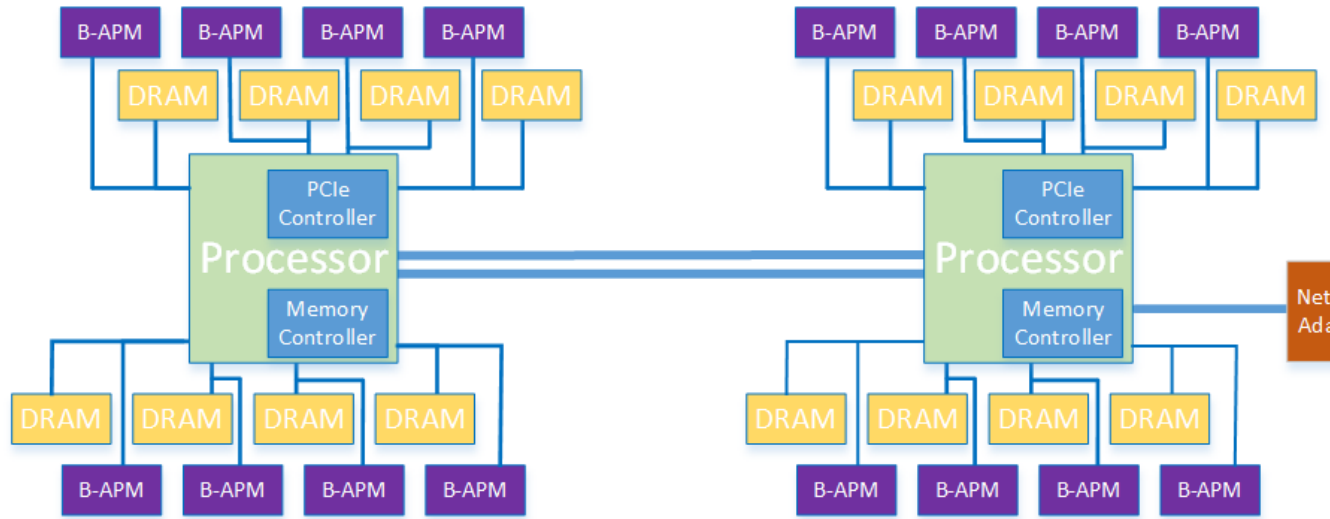 B-APM B-APM B-APM B-APM B-APM B-APM B-APM B-APM
DRAM DRAM DRAM DRAM DRAM DRAM DRAM DRAM
PCIe PCIe
Controller Controller
Processor Processor
Memory Memory
Controller Controller
Net
Ada
DRAM DRAM DRAM DRAM DRAM DRAM DRAM DRAM
B-APM B-APM B-APM B-APM B-APM B-APM B-APM B-APM